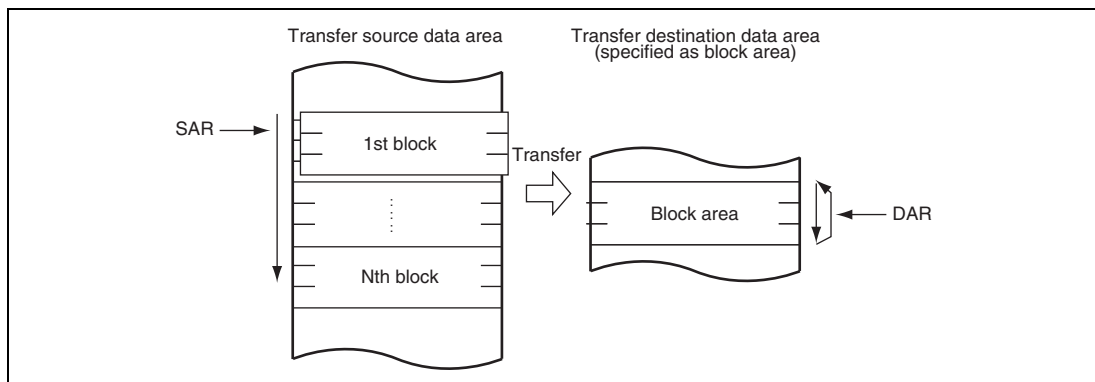 Transfer source data area
Transfer destination data area
(specified as block area)
SAR
1st block
Transfer
Block area
DAR
Nth block